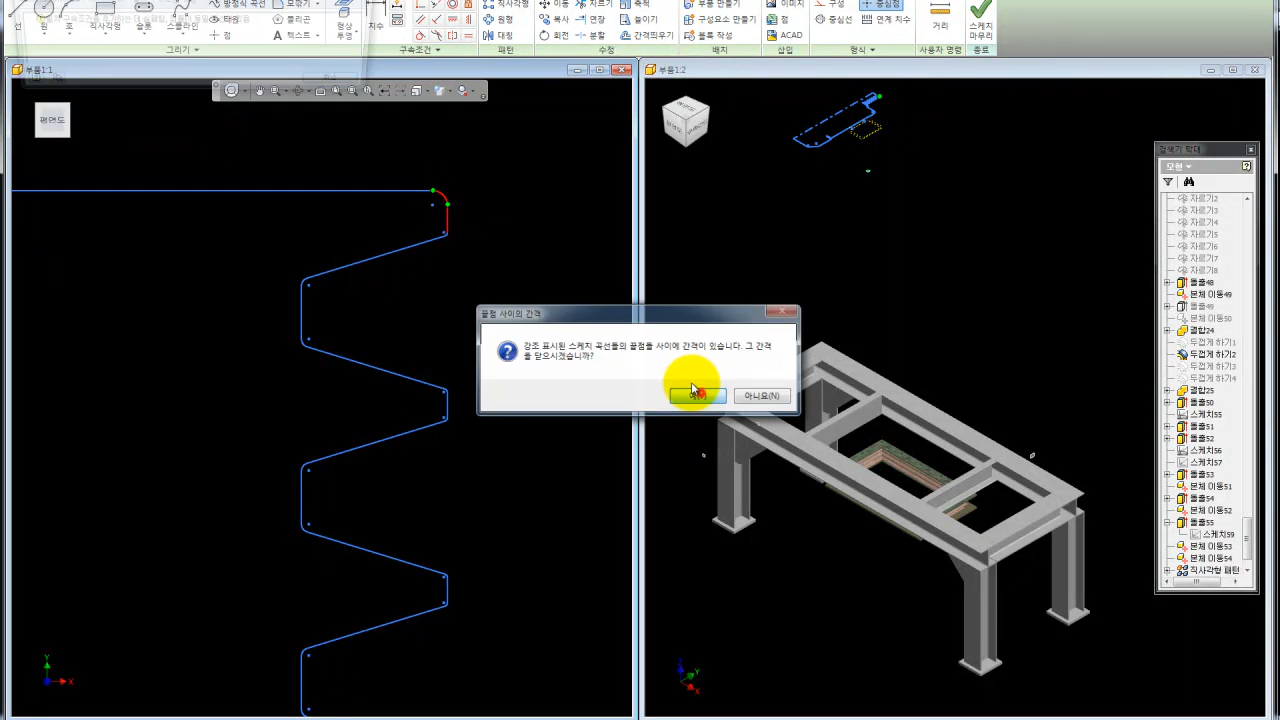 모깎기
직사각형
이동
자르기
축척
부품 만들기
이미지
구성
중심점
폴리곤
형상
투영
치수
원형
복사
연장
늘이기
구성요소 만들기
점
중심선
연계 치수
거리
스케치
마무리
선
직사각형
슬롯
스플라인
점
텍스트
대칭
회전
분할
간격띄우기
블록 작성
ACAD
그리기
구속조건
패턴
수정
배치
삽입
형식
사용자 명령
종료
부품1:1
부품1:2
평면도
검색기 막대
모형
자르기2
자르기3
자르기4
자르기5
자르기6
자르기7
자르기8
돌출48
본체 이동49
돌출49
본체 이동50
결합24
두껍게 하기1
두껍게 하기2
두껍게 하기3
두껍게 하기4
결합25
돌출50
스케치55
돌출51
돌출52
스케치56
스케치57
돌출53
본체 이동51
돌출54
본체 이동52
돌출55
스케치59
본체 이동53
본체 이동54
직사각형 패턴
끝점 사이의 간격
강조 표시된 스케치 곡선들의 끝점들 사이에 간격이 있습니다. 그 간격
을 닫으시겠습니까?
아니요(N)
Y
X
Z
Y
X